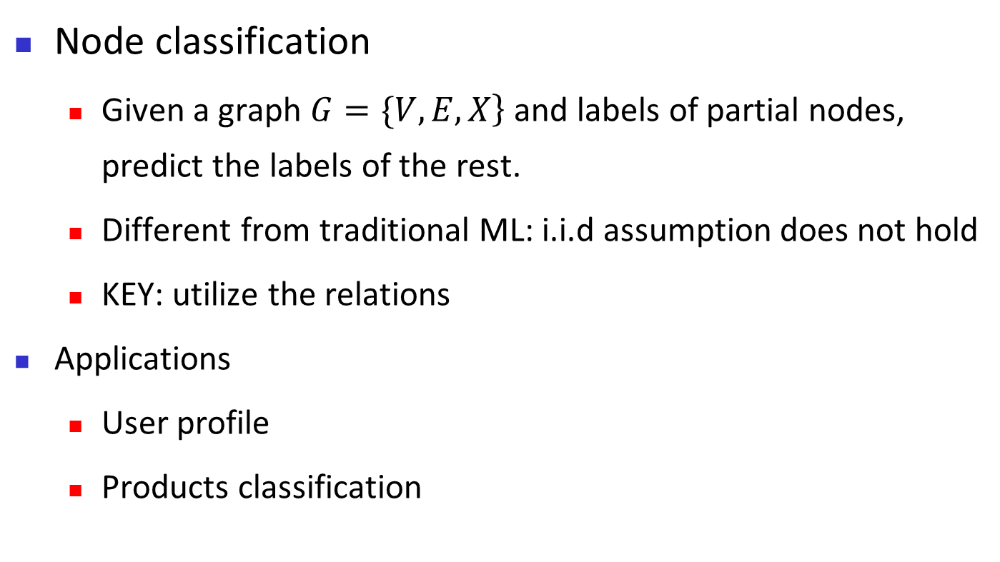 Node classification
Given a graph 𝐺 = {𝑉, 𝐸, 𝑋} and labels of partial nodes,
predict the labels of the rest.
Different from traditional ML: i.i.d assumption does not hold
KEY: utilize the relations
Applications
User profile
Products classification